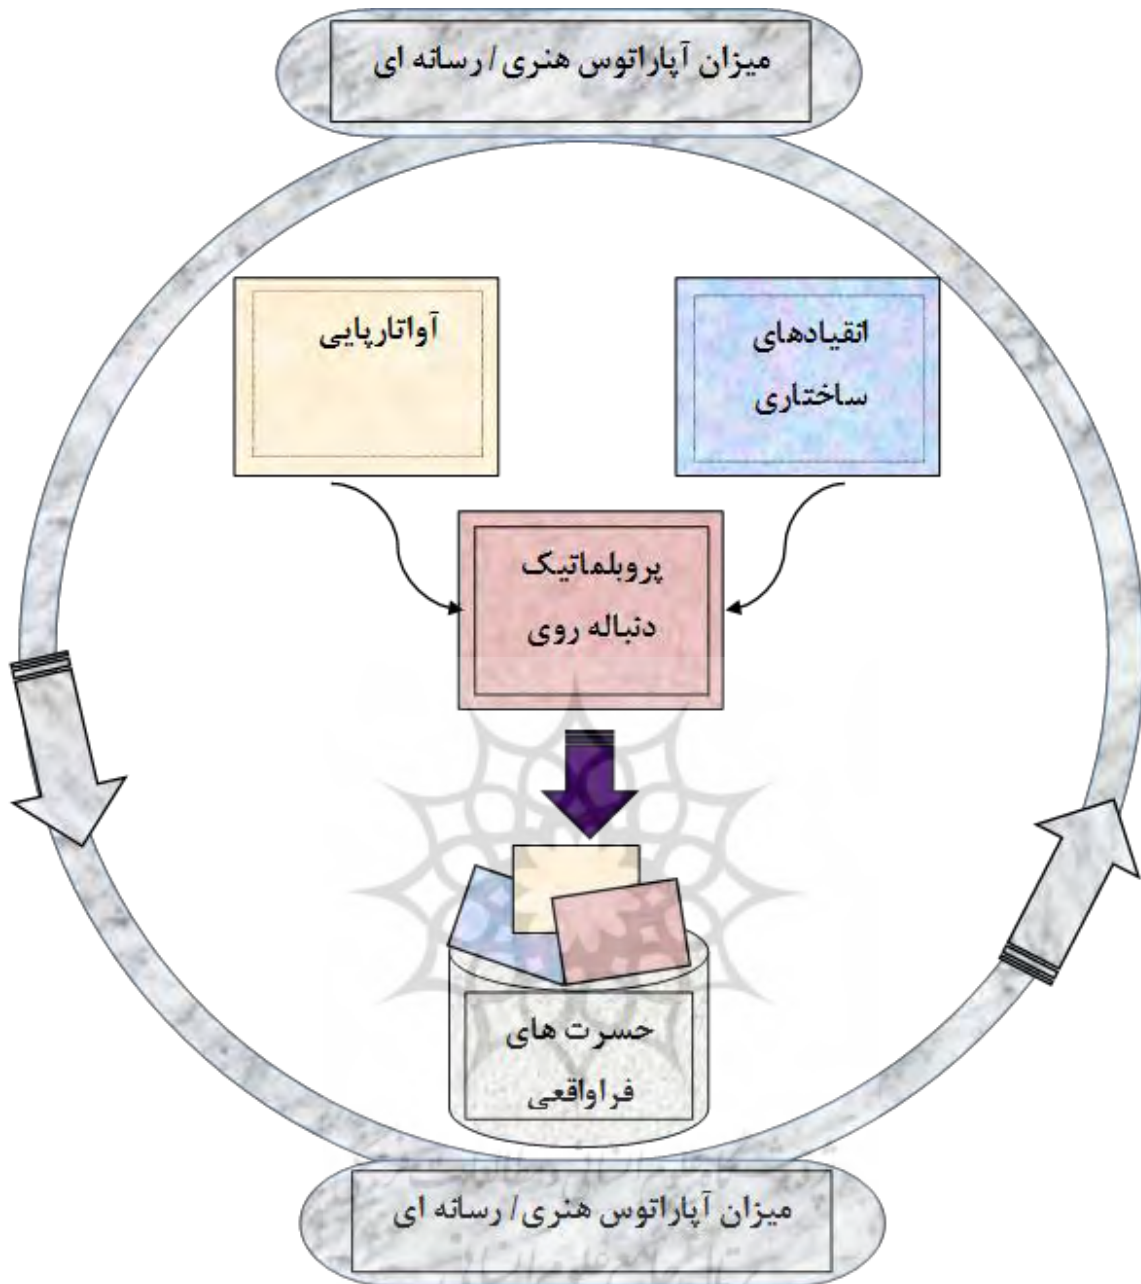 میزان آپاراتوس هنری/ رسانه ای
انقیادهای
ساختاری
آواتارپایی
پروبلماتیک
دنباله روی
حسرت های
فراواقعی
میزان آپاراتوس هنری/ رسانه ای